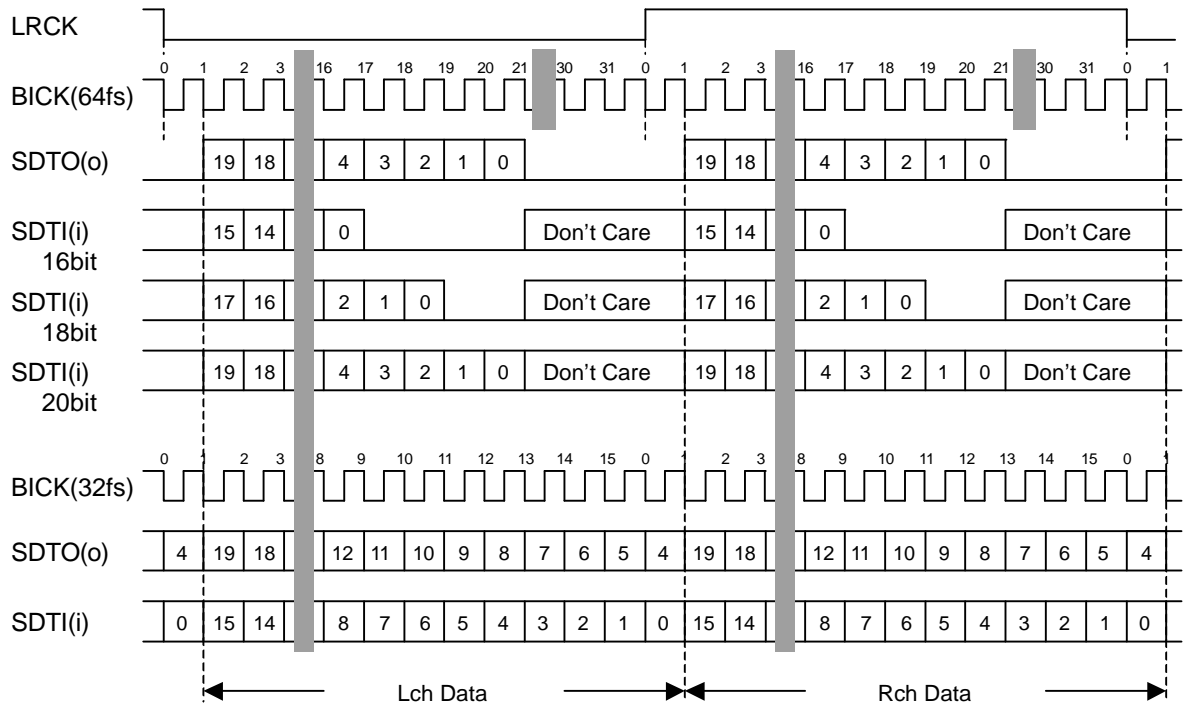 LRCK
0 1 2 3 16 17 18 19 20 21 30 31 0 1 2 3 16 17 18 19 20 21 30 31 0 1
BICK(64fs)
SDTO(o) 19 18 4 3 2 1 0 19 18 4 3 2 1 0
SDTI(i) 15 14 0 Don't Care 15 14 0 Don't Care
16bit
SDTI(i) 17 16 2 1 0 Don't Care 17 16 2 1 0 Don't Care
18bit
SDTI(i) 19 18 4 3 2 1 0 Don't Care 19 18 4 3 2 1 0 Don't Care
20bit
0 1 2 3 8 9 10 11 12 13 14 15 0 1 2 3 8 9 10 11 12 13 14 15 0 1
BICK(32fs)
SDTO(o) 4 19 18 12 11 10 9 8 7 6 5 4 19 18 12 11 10 9 8 7 6 5 4
SDTI(i) 0 15 14 8 7 6 5 4 3 2 1 0 15 14 8 7 6 5 4 3 2 1 0
Lch Data Rch Data